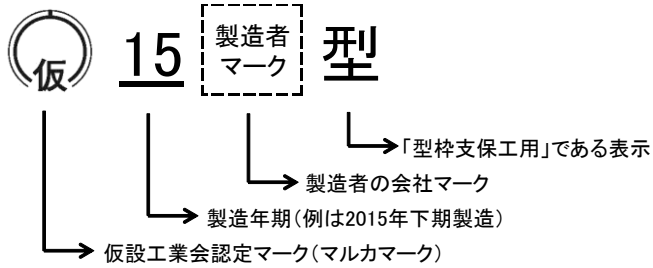 仮 15 製造者 型
マーク
「型枠支保工用」である表示
製造者の会社マーク
製造年期(例は2015年下期製造)
仮設工業会認定マーク(マルカマーク)